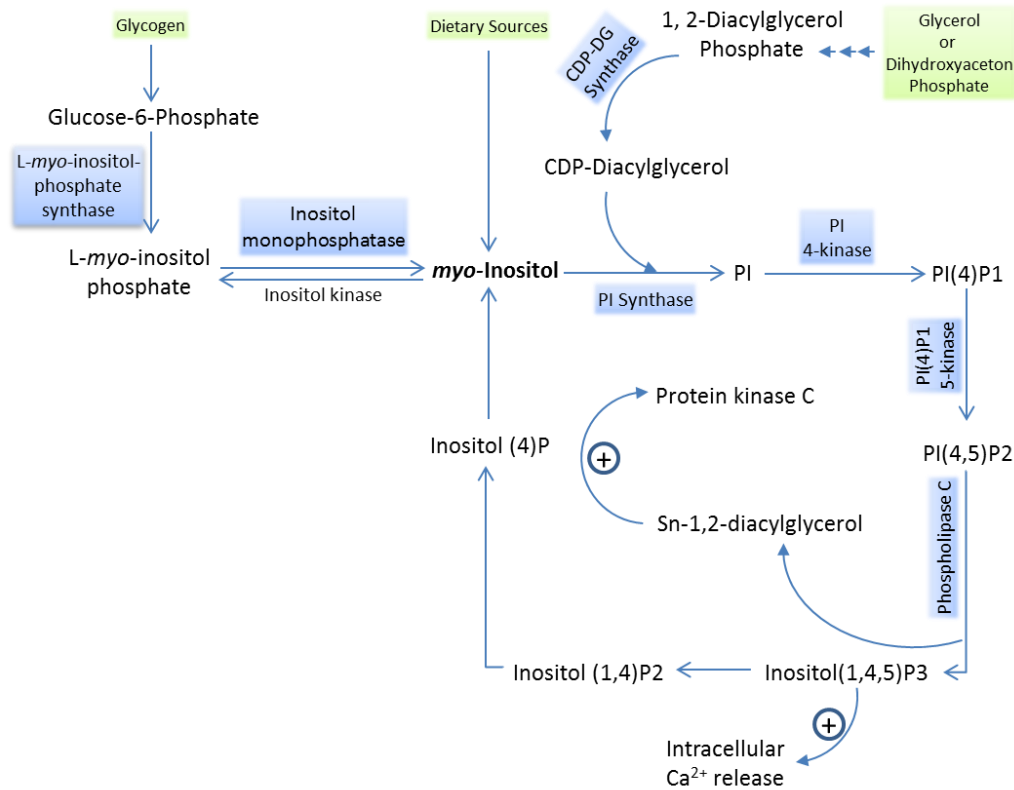 Glycogen
Dietary Sources
1, 2-Diacylglycerol
Phosphate
Glycerol
or
Dihydroxyaceton
Phosphate
CDP-DG
Synthase
Glucose-6-Phosphate
L-myo-inositol-
phosphate
synthase
CDP-Diacylglycerol
Inositol
monophosphatase
PI
4-kinase
L-myo-inositol
phosphate
myo-Inositol
PI
PI(4)P1
Inositol kinase
PI Synthase
PI(4)P1
5-kinase
Protein kinase C
Inositol (4)P
+
PI(4,5)P2
Sn-1,2-diacylglycerol
Phospholipase C
Inositol (1,4)P2
Inositol(1,4,5)P3
+
Intracellular
Ca²⁺ release